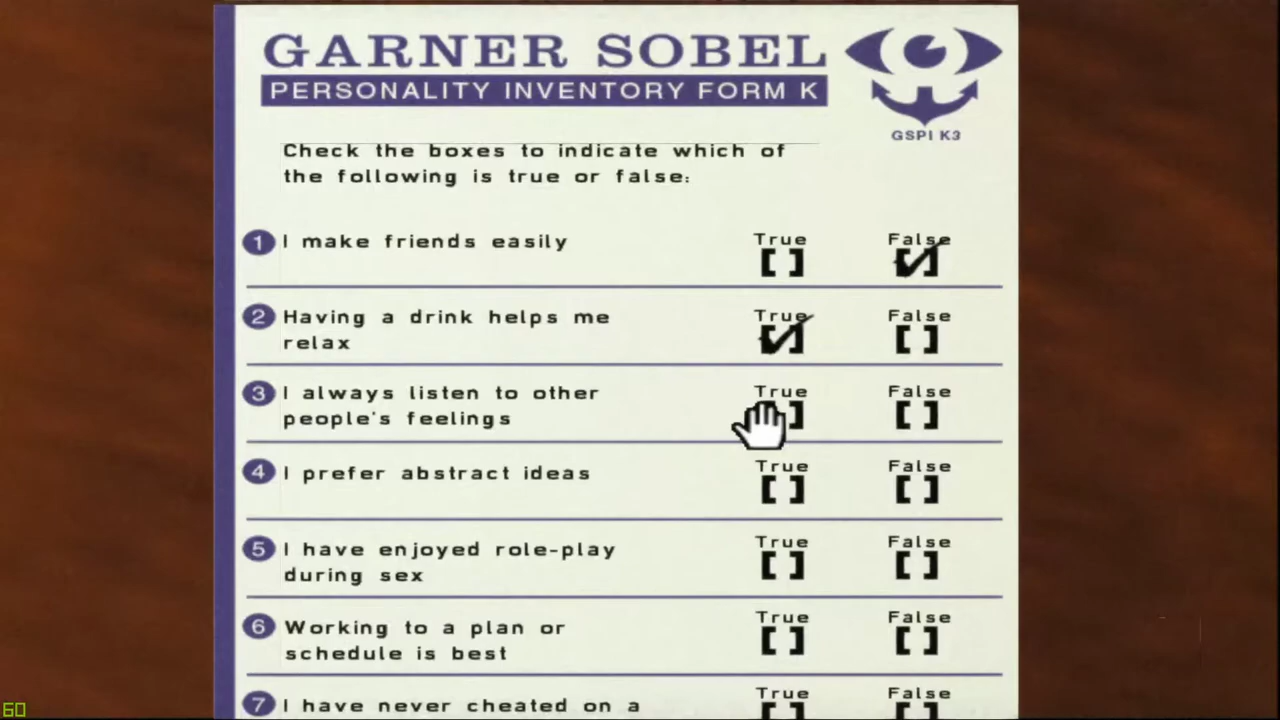 GARNER SOBEL
PERSONALITY INVENTORY FORM K
GSPI K3
Check the boxes to indicate which of
the following is true or false:
1 I make friends easily True False
[ ] [ ]
2 Having a drink helps me True False
relax [ ] [ ]
3 I always listen to other True False
people's feelings ] [ ]
4 I prefer abstract ideas True False
[ ] [ ]
5 I have enjoyed role-play True False
during sex [ ] [ ]
6 Working to a plan or True False
schedule is best [ ] [ ]
7 I have never cheated on a True False
60